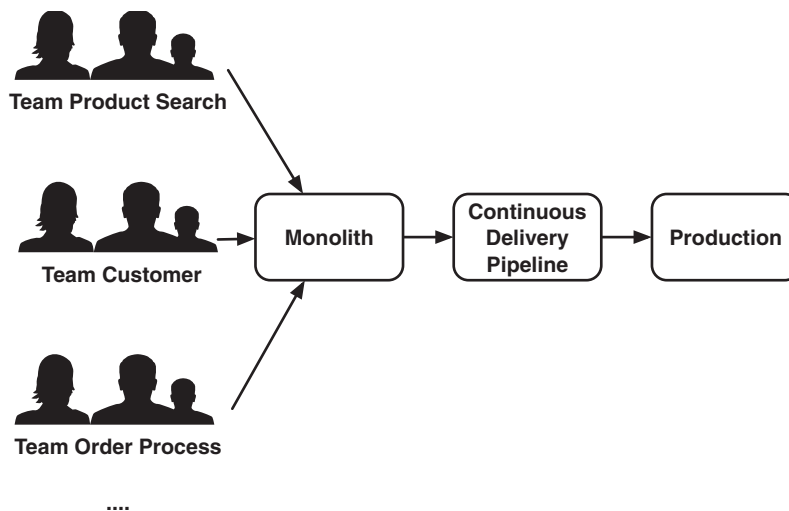 Team Product Search
Team Customer
Monolith
Continuous
Delivery
Pipeline
Production
Team Order Process
....